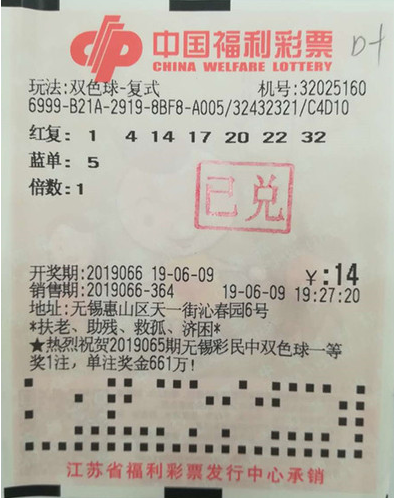 中国福利彩票
CHINA WELFARE LOTTERY
玩法:双色球-复式 机号:32025160
6999-B21A-2919-8BF8-A005/32432321/C4D10
红复: 1 4 14 17 20 22 32
蓝单: 5
倍数:1
已兑
开奖期:2019066 19-06-09 ¥:14
销售期:2019066-364 19-06-09 19:27:20
地址:无锡惠山区天一街沁春园6号
*扶老、助残、救孤、济困*
★热烈祝贺2019065期无锡彩民中双色球一等
奖1注，单注奖金661万!
江苏省福利彩票发行中心承销